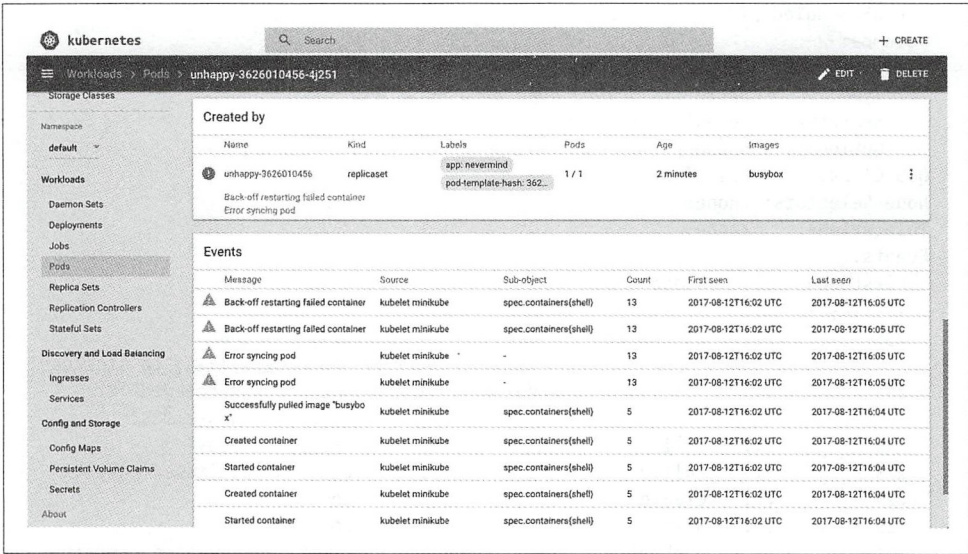 kubernetes
Search
+ CREATE
Workloads > Pods > unhappy-3626010456-4j251
EDIT
DELETE
Storage Classes
Namespace
default
Workloads
Daemon Sets
Deployments
Jobs
Pods
Replica Sets
Replication Controllers
Stateful Sets
Discovery and Load Balancing
Ingresses
Services
Config and Storage
Config Maps
Persistent Volume Claims
Secrets
About
Created by
Name Kind Labels Pods Age Images
unhappy-3626010456 replicaset app: nevermind pod-template-hash: 362... 1 / 1 2 minutes busybox
Back-off restarting failed container
Error syncing pod
Events
Message Source Sub-object Count First seen Last seen
Back-off restarting failed container kubelet minikube spec.containers{shell} 13 2017-08-12T16:02 UTC 2017-08-12T16:05 UTC
Back-off restarting failed container kubelet minikube spec.containers{shell} 13 2017-08-12T16:02 UTC 2017-08-12T16:05 UTC
Error syncing pod kubelet minikube - 13 2017-08-12T16:02 UTC 2017-08-12T16:05 UTC
Error syncing pod kubelet minikube - 13 2017-08-12T16:02 UTC 2017-08-12T16:05 UTC
Successfully pulled image "busybo
x" kubelet minikube spec.containers{shell} 5 2017-08-12T16:02 UTC 2017-08-12T16:04 UTC
Created container kubelet minikube spec.containers{shell} 5 2017-08-12T16:02 UTC 2017-08-12T16:04 UTC
Started container kubelet minikube spec.containers{shell} 5 2017-08-12T16:02 UTC 2017-08-12T16:04 UTC
Created container kubelet minikube spec.containers{shell} 5 2017-08-12T16:02 UTC 2017-08-12T16:04 UTC
Started container kubelet minikube spec.containers{shell} 5 2017-08-12T16:02 UTC 2017-08-12T16:04 UTC